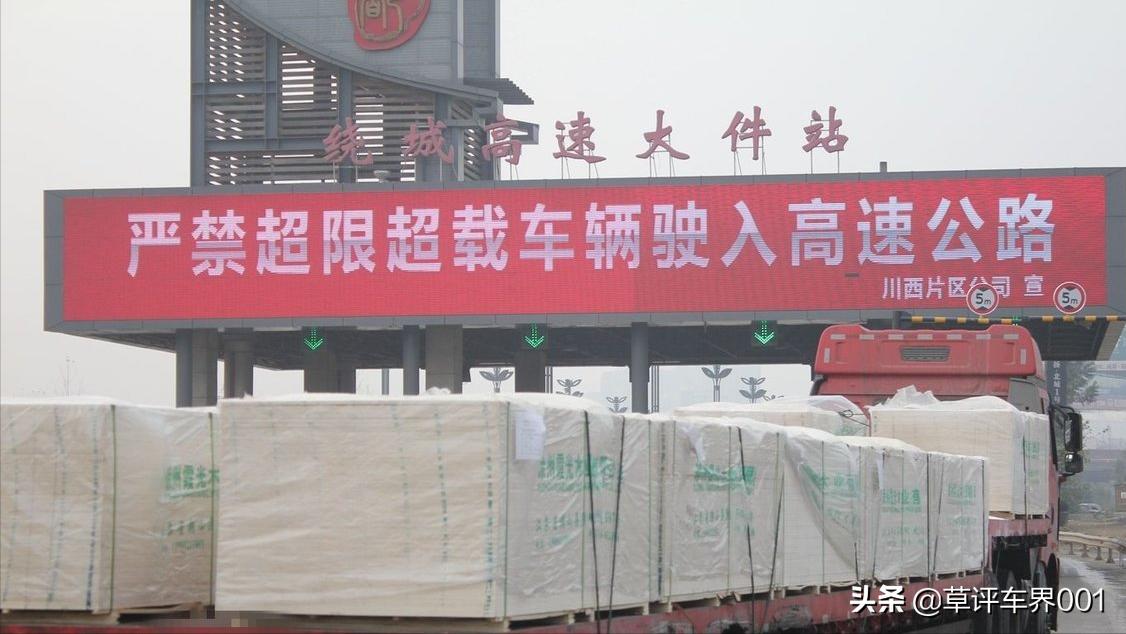 绕城高速大件站
严禁超限超载车辆驶入高速公路
川西片区公司 宣
5m
5m
头条 @草评车界001